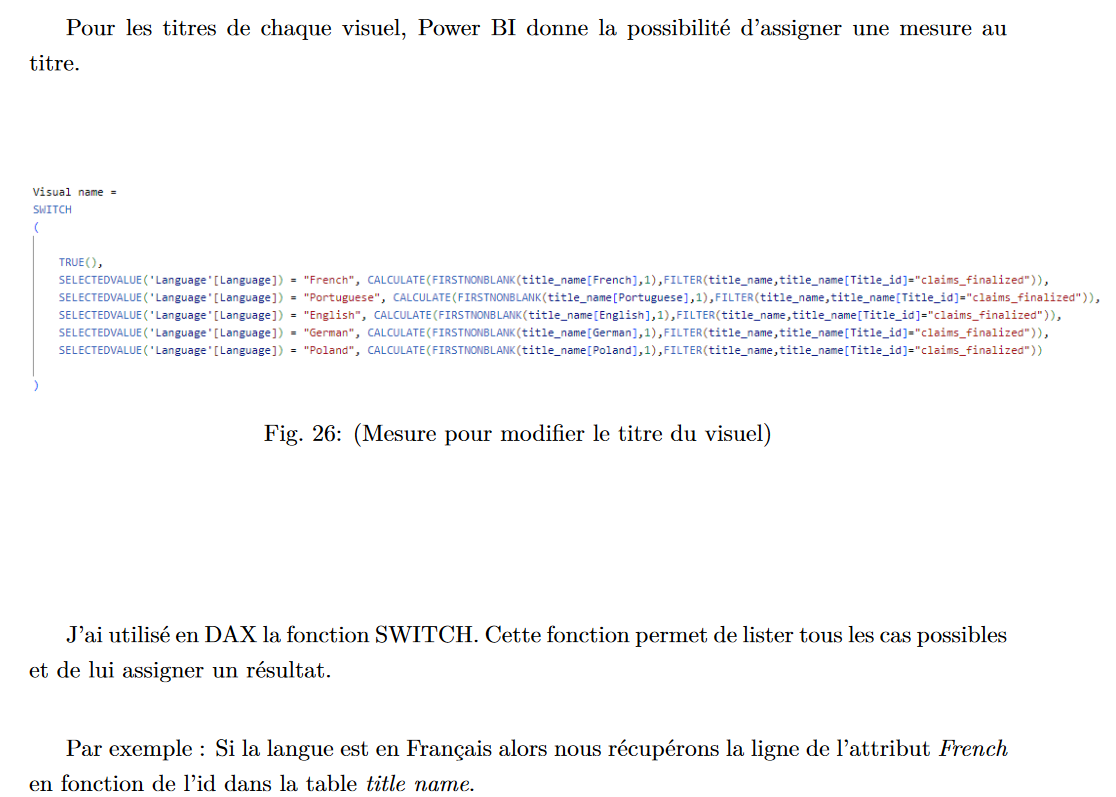 Pour les titres de chaque visuel, Power BI donne la possibilité d'assigner une mesure au
titre.
Visual name =
SWITCH
(
TRUE(),
SELECTEDVALUE('Language'[Language]) = "French", CALCULATE(FIRSTNONBLANK(title_name[French],1),FILTER(title_name,title_name[Title_id]="claims_finalized")),
SELECTEDVALUE('Language'[Language]) = "Portuguese", CALCULATE(FIRSTNONBLANK(title_name[Portuguese],1),FILTER(title_name,title_name[Title_id]="claims_finalized")),
SELECTEDVALUE('Language'[Language]) = "English", CALCULATE(FIRSTNONBLANK(title_name[English],1),FILTER(title_name,title_name[Title_id]="claims_finalized")),
SELECTEDVALUE('Language'[Language]) = "German", CALCULATE(FIRSTNONBLANK(title_name[German],1),FILTER(title_name,title_name[Title_id]="claims_finalized")),
SELECTEDVALUE('Language'[Language]) = "Poland", CALCULATE(FIRSTNONBLANK(title_name[Poland],1),FILTER(title_name,title_name[Title_id]="claims_finalized"))
)
Fig. 26: (Mesure pour modifier le titre du visuel)
J'ai utilisé en DAX la fonction SWITCH. Cette fonction permet de lister tous les cas possibles
et de lui assigner un résultat.
Par exemple : Si la langue est en Français alors nous récupérons la ligne de l'attribut French
en fonction de l'id dans la table title name.